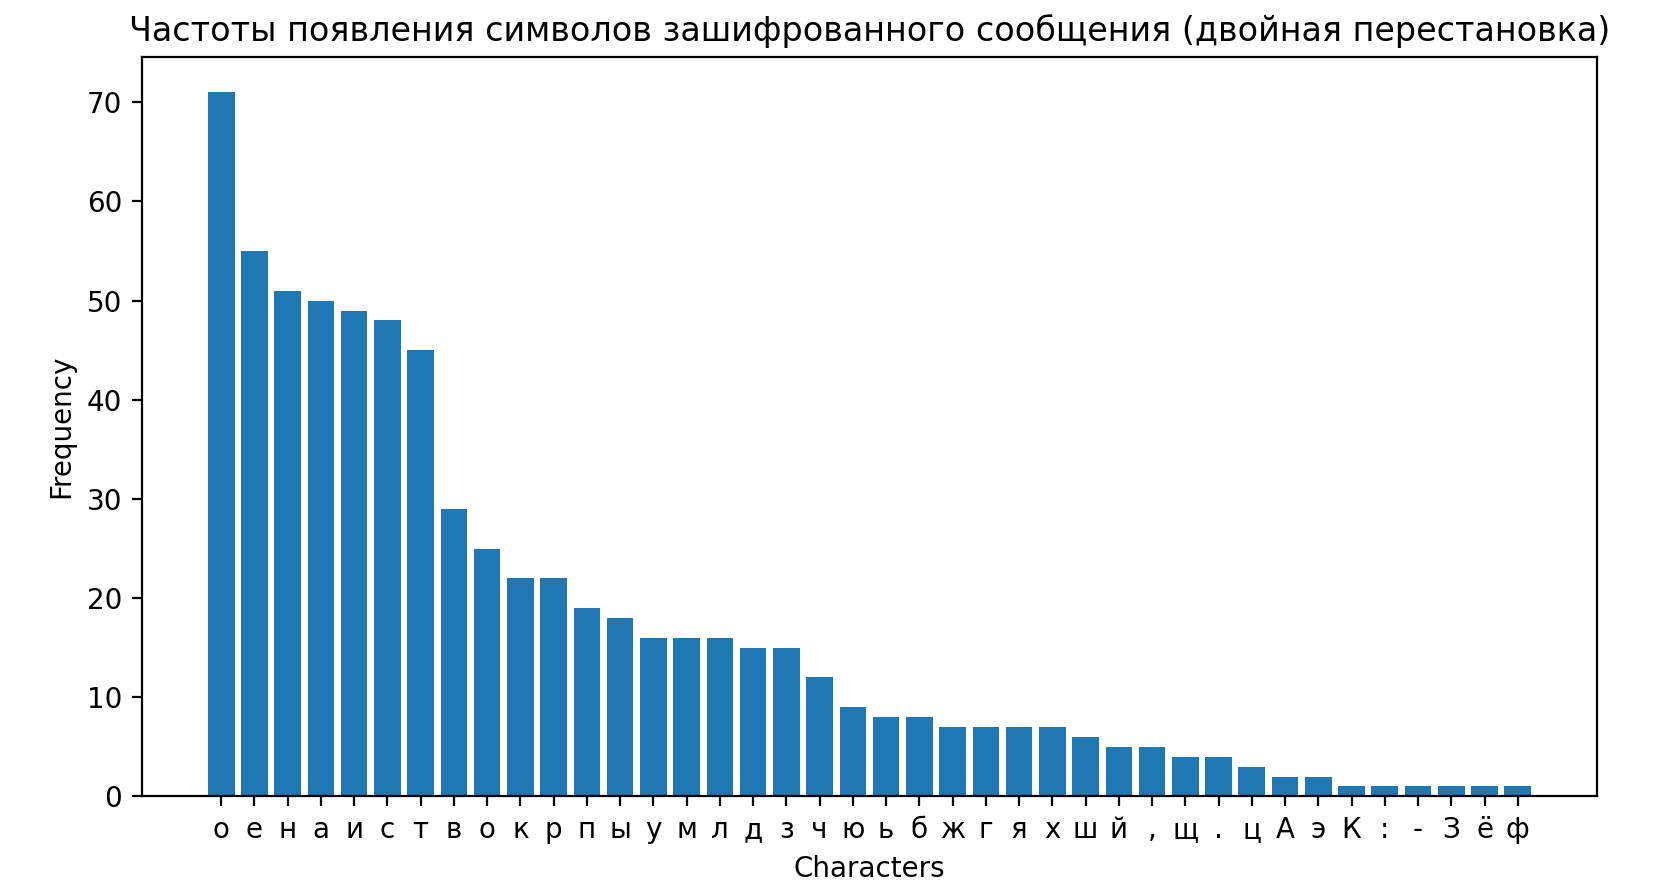 Частоты появления символов зашифрованного сообщения (двойная перестановка)
70
60
50
40
30
20
10
0
Frequency
о е н а и с т в о к р п ы у м л д з ч ю ь б ж г я х ш й , щ . ц А э К : - З ё ф
Characters